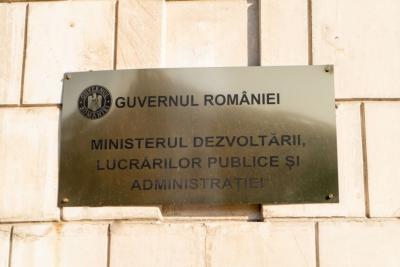 GUVERNUL ROMÂNIEI
MINISTERUL DEZVOLTĂRII,
LUCRĂRILOR PUBLICE ȘI
ADMINISTRAȚIEI